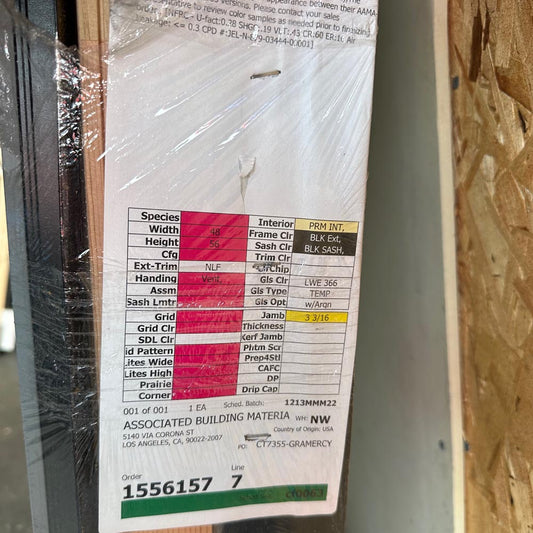 appearance between their AAMA-
versions. Please contact your sales
to review color samples as needed prior to finalizing
NFRC - U-fact:0.28 SHGC:.19 VLT:.43 CR:60 ER:16 Air
Leakage: <= 0.3 CPD #:JEL-N-
Species Interior PRM INT,
Width 48 Frame Clr BLK Ext,
Height 56 Sash Clr BLK SASH,
Cfg Trim Clr
Ext-Trim NLF ClrChip
Handing Vent, Gls Clr LWE 366
Assm Gls Type TEMP
Sash Lmtr Gls Opt w/Argn
Grid Jamb 3 3/16
Grid Clr Thickness
SDL Clr Kerf Jamb
id Pattern Phtm Scr
Lites Wide Prep4Stl
Lites High CAFC
Prairie DP
Corner Drip Cap
001 of 001 1 EA Sched. Batch: 1213MMM22
ASSOCIATED BUILDING MATERIA WH: NW
5140 VIA CORONA ST Country of Origin: USA
LOS ANGELES, CA, 90022-2007
PO: CT7355-GRAMERCY
Order Line
1556157 7
cf0063